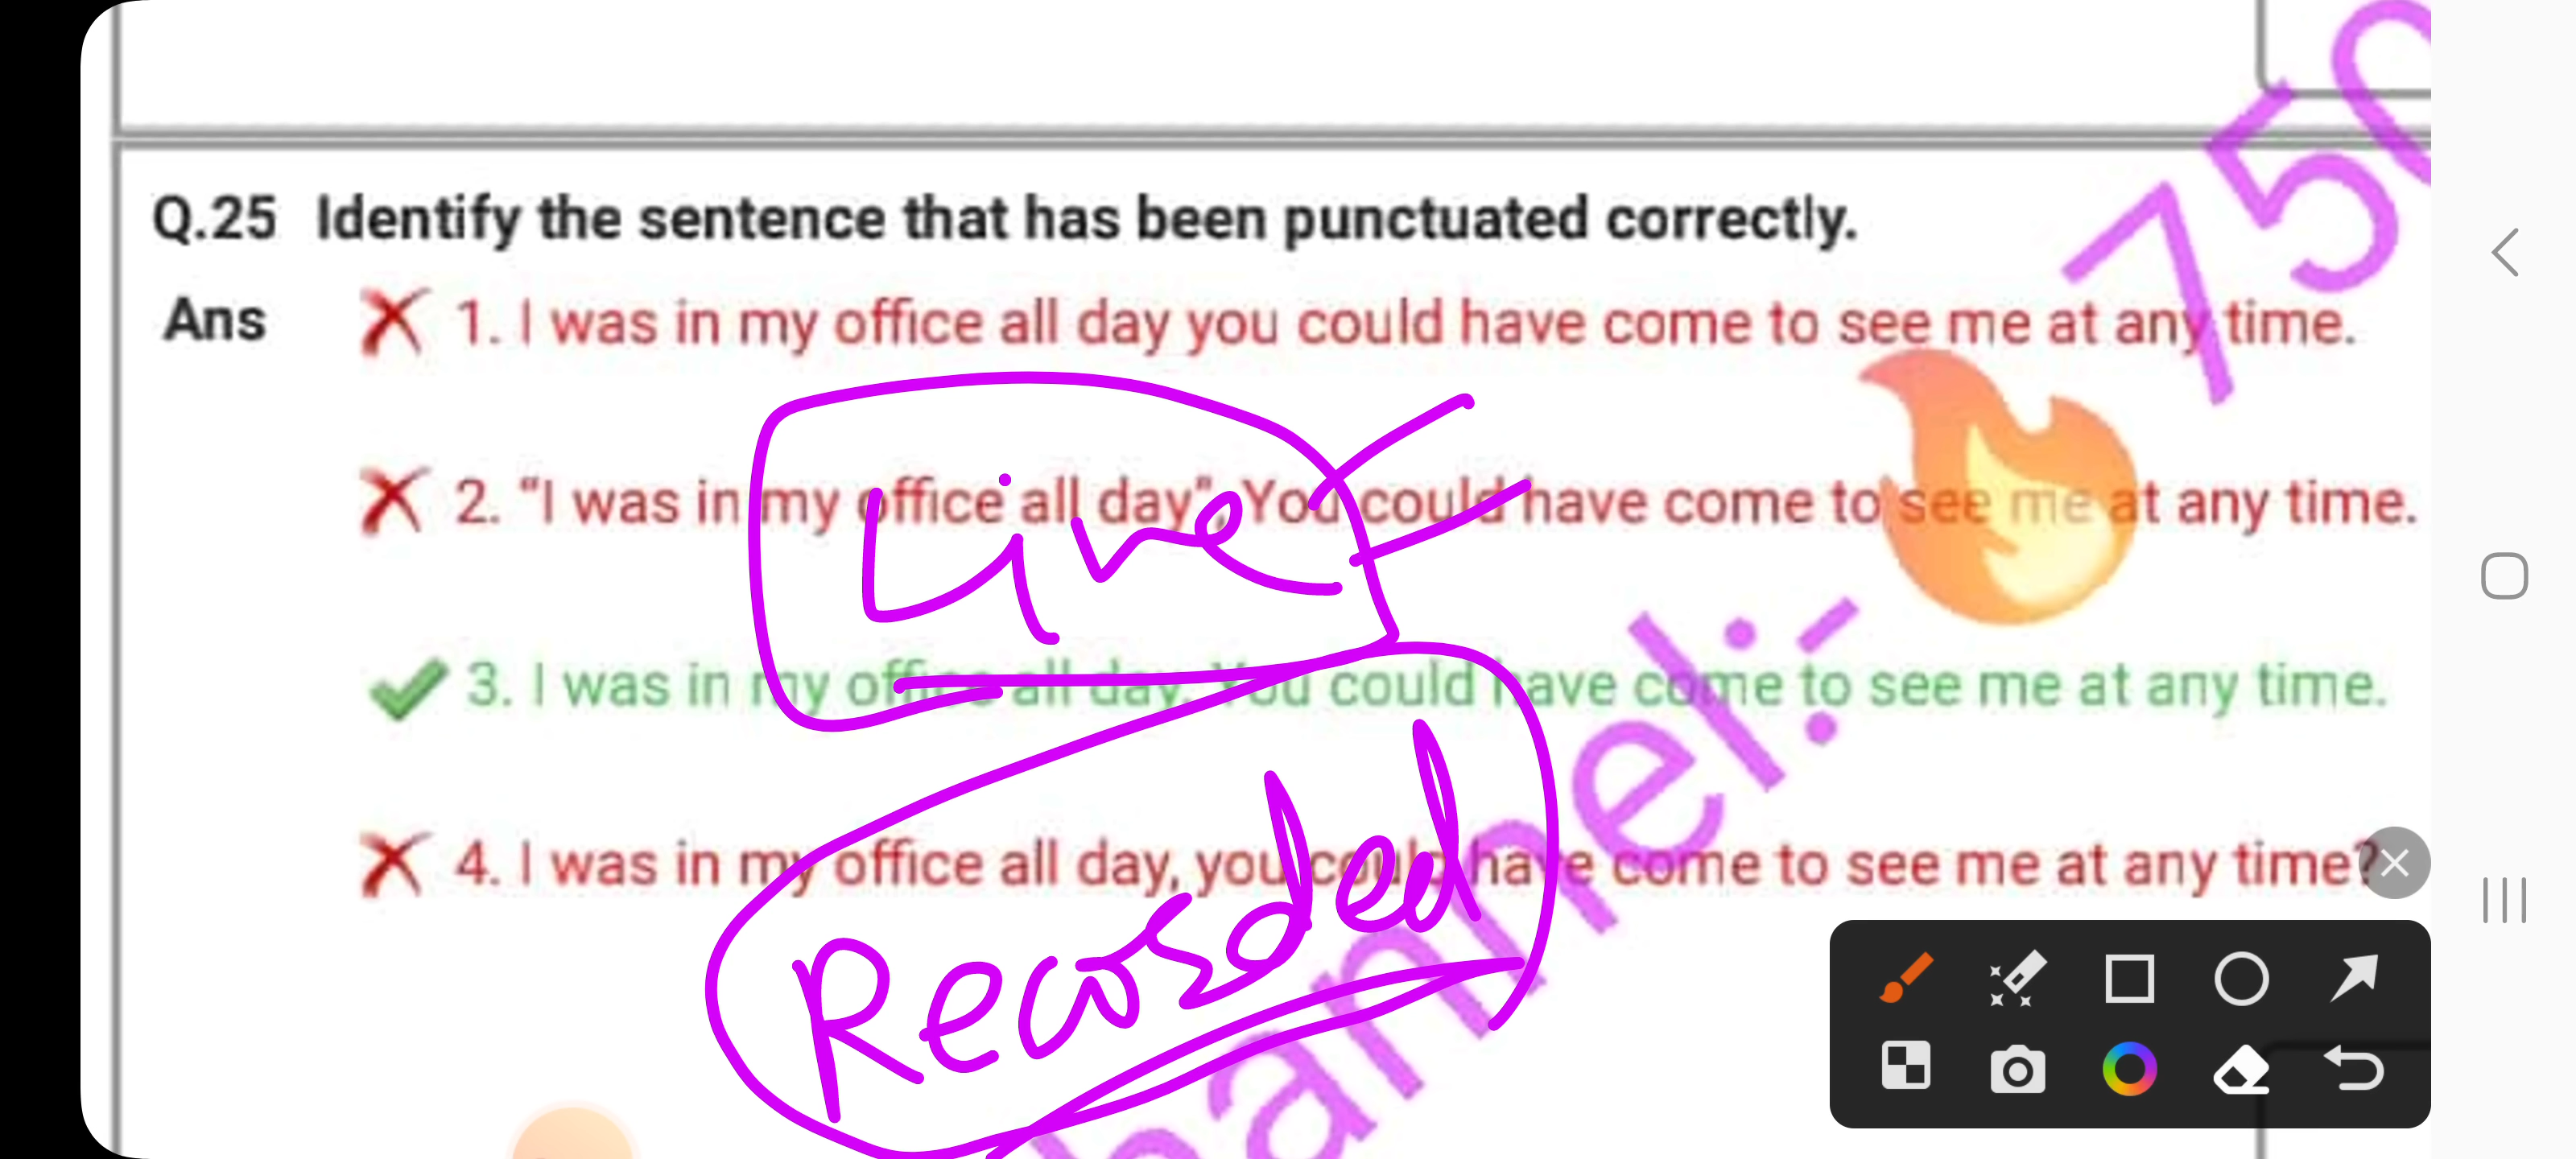 750
Q.25 Identify the sentence that has been punctuated correctly.
Ans 1. I was in my office all day you could have come to see me at any time.
2. “I was in my office all day”, You could have come to see me at any time.
Live
3. I was in my office all day. You could have come to see me at any time.
4. I was in my office all day, you could have come to see me at any time?
Recorded
hannel:-